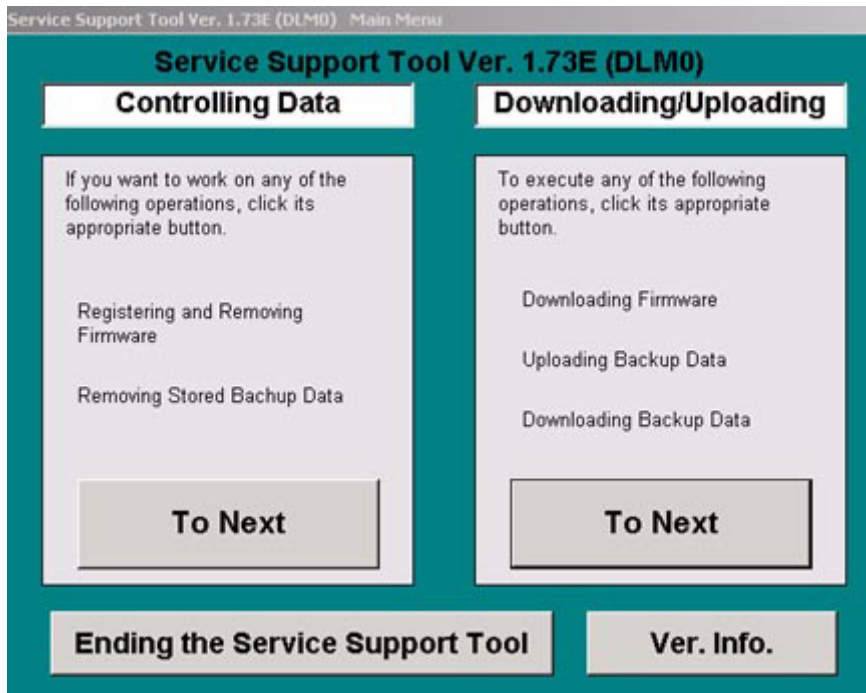 Service Support Tool Ver. 1.73E (DLM0) Main Menu
Service Support Tool Ver. 1.73E (DLM0)
Controlling Data
If you want to work on any of the
following operations, click its
appropriate button.
Registering and Removing
Firmware
Removing Stored Bachup Data
To Next
Downloading/Uploading
To execute any of the following
operations, click its appropriate
button.
Downloading Firmware
Uploading Backup Data
Downloading Backup Data
To Next
Ending the Service Support Tool
Ver. Info.